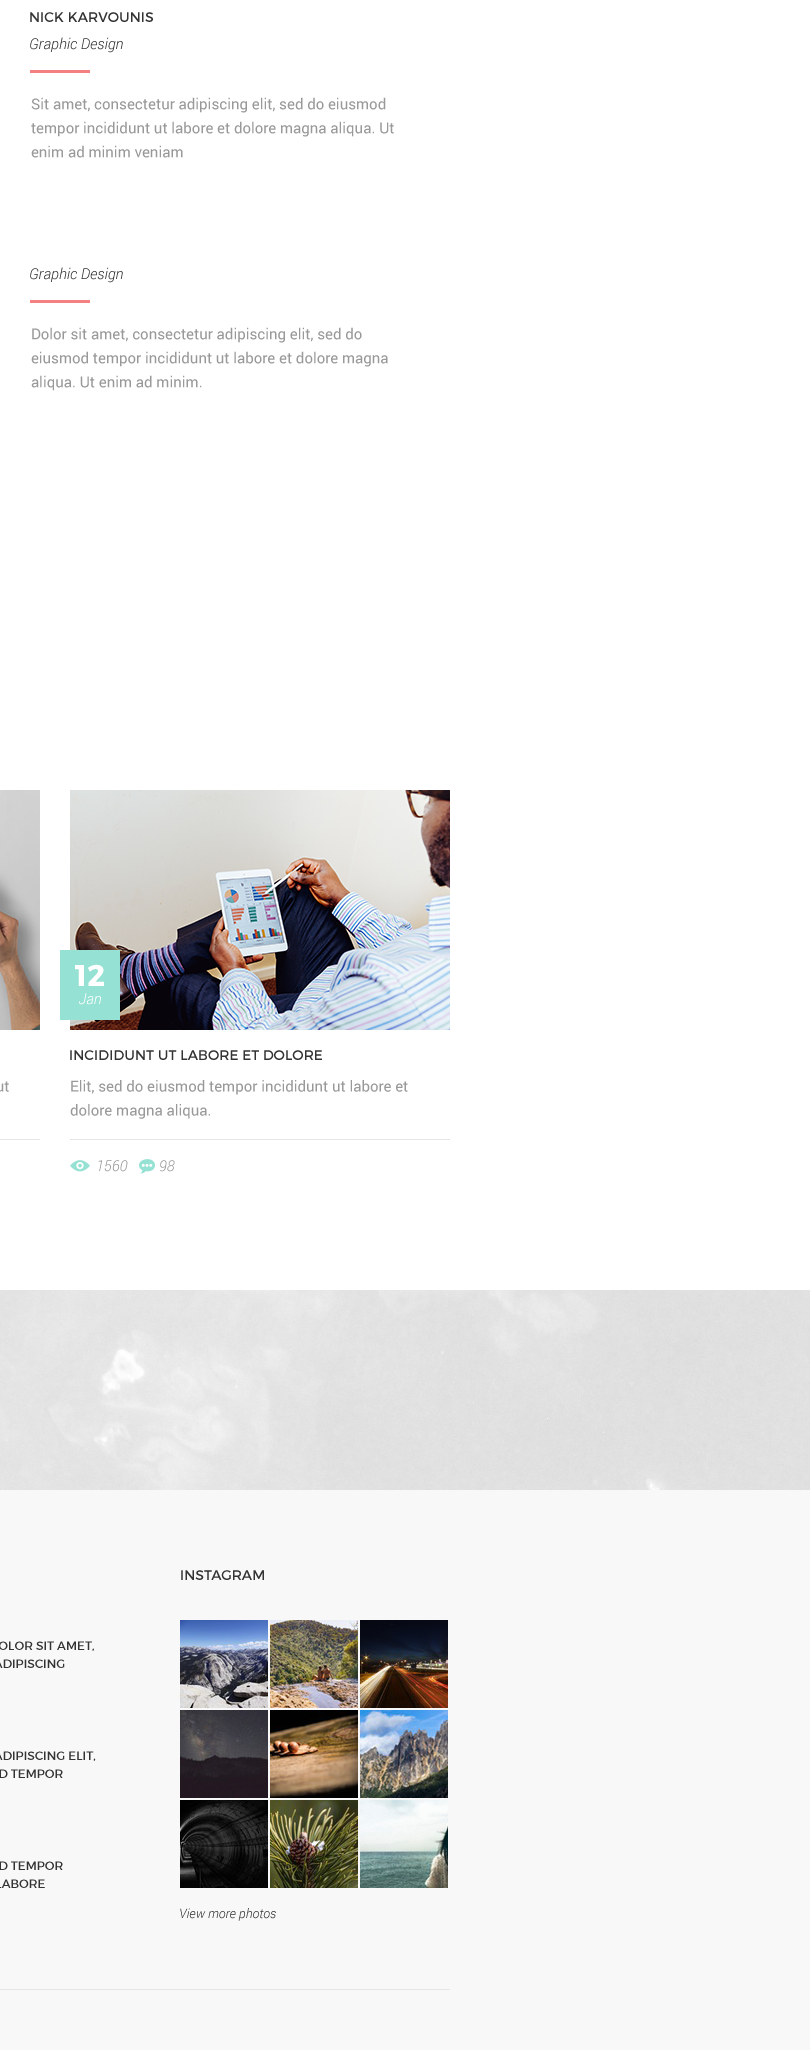 NICK KARVOUNIS
Graphic Design
Sit amet, consectetur adipiscing elit, sed do eiusmod
tempor incididunt ut labore et dolore magna aliqua. Ut
enim ad minim veniam
Graphic Design
Dolor sit amet, consectetur adipiscing elit, sed do
eiusmod tempor incididunt ut labore et dolore magna
aliqua. Ut enim ad minim.
12
Jan
INCIDIDUNT UT LABORE ET DOLORE
Elit, sed do eiusmod tempor incididunt ut labore et
dolore magna aliqua.
1560 98
OLOR SIT AMET,
ADIPISCING
ADIPISCING ELIT,
D TEMPOR
D TEMPOR
LABORE
INSTAGRAM
View more photos